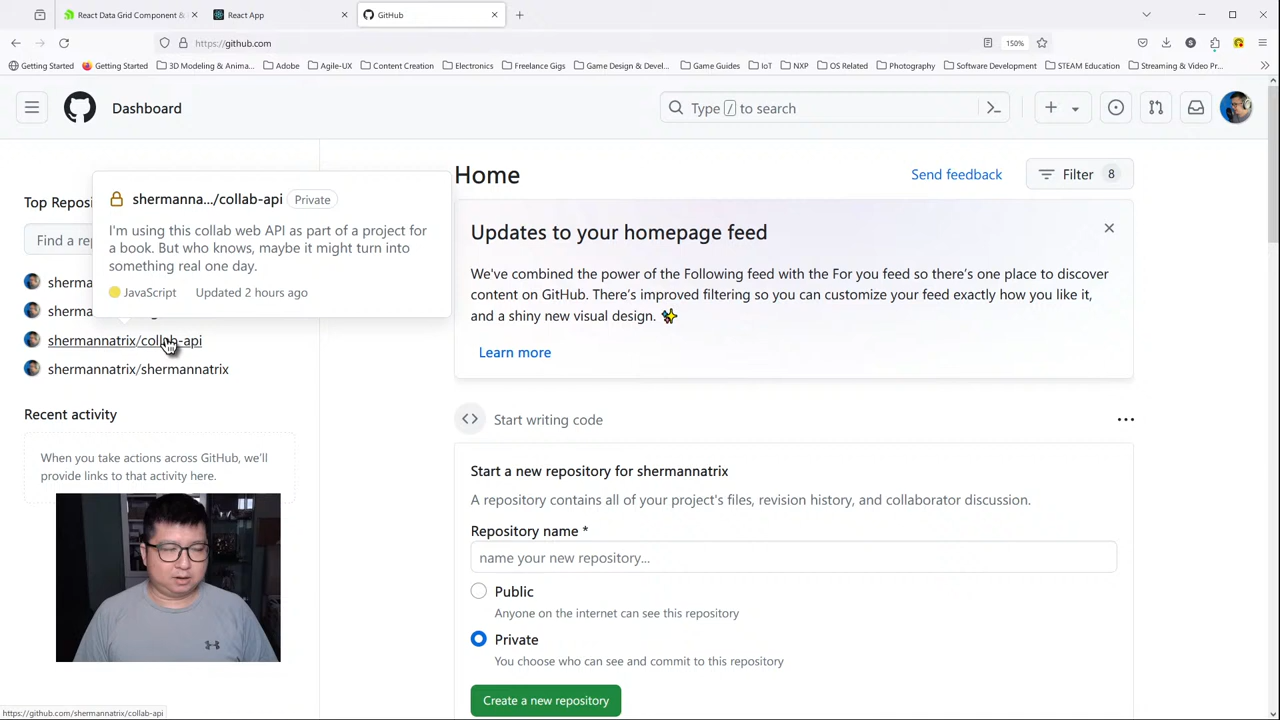 React Data Grid Component &
React App
GitHub
https://github.com
150%
Getting Started
Getting Started
3D Modeling & Anima...
Adobe
Agile-UX
Content Creation
Electronics
Freelance Gigs
Game Design & Devel...
Game Guides
IoT
NXP
OS Related
Photography
Software Development
STEAM Education
Streaming & Video Pr...
Dashboard
Type / to search
Top Reposi
Find a re
sherma
sherma
shermannatrix/collab-api
shermannatrix/shermannatrix
shermanna.../collab-api
Private
I'm using this collab web API as part of a project for
a book. But who knows, maybe it might turn into
something real one day.
JavaScript
Updated 2 hours ago
Recent activity
When you take actions across GitHub, we'll
provide links to that activity here.
Home
Send feedback
Filter 8
Updates to your homepage feed
We've combined the power of the Following feed with the For you feed so there's one place to discover
content on GitHub. There's improved filtering so you can customize your feed exactly how you like it,
and a shiny new visual design. ✨
Learn more
Start writing code
Start a new repository for shermannatrix
A repository contains all of your project's files, revision history, and collaborator discussion.
Repository name *
name your new repository...
Public
Anyone on the internet can see this repository
Private
You choose who can see and commit to this repository
Create a new repository
https://github.com/shermannatrix/collab-api